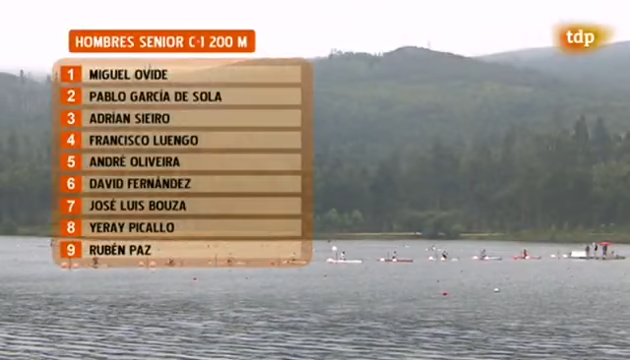 HOMBRES SENIOR C-1 200 M
tdp
1 MIGUEL OVIDE
2 PABLO GARCÍA DE SOLA
3 ADRÍAN SIEIRO
4 FRANCISCO LUENGO
5 ANDRÉ OLIVEIRA
6 DAVID FERNÁNDEZ
7 JOSÉ LUIS BOUZA
8 YERAY PICALLO
9 RUBÉN PAZ